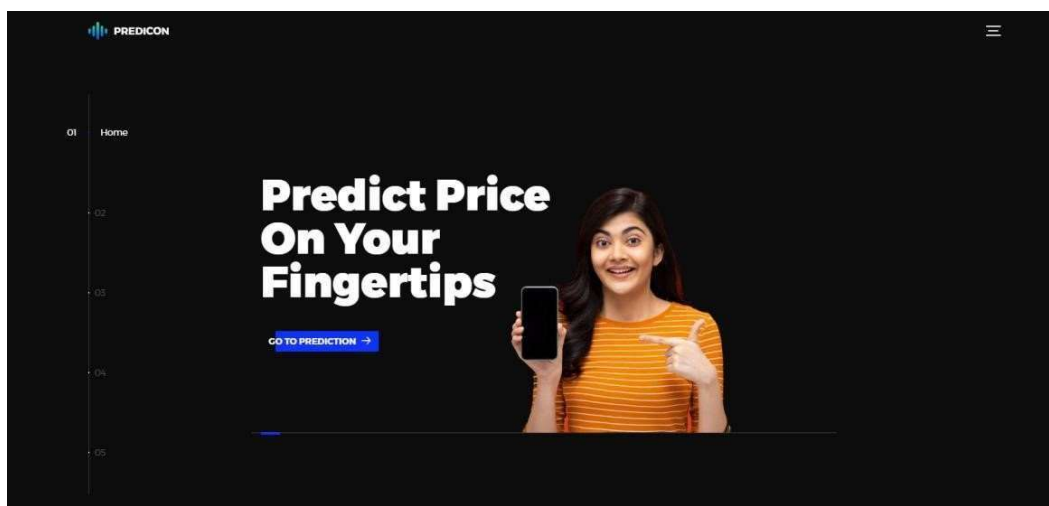 PREDICON
01 Home
02
03
04
05
Predict Price
On Your
Fingertips
GO TO PREDICTION →